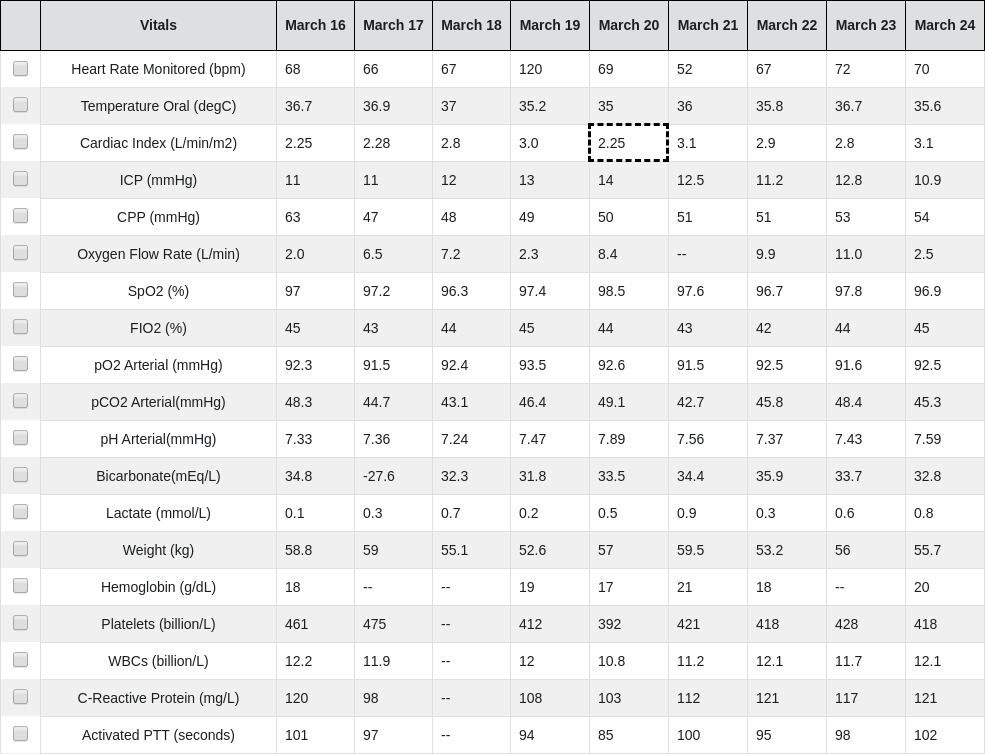 Vitals March 16 March 17 March 18 March 19 March 20 March 21 March 22 March 23 March 24
Heart Rate Monitored (bpm) 68 66 67 120 69 52 67 72 70
Temperature Oral (degC) 36.7 36.9 37 35.2 35 36 35.8 36.7 35.6
Cardiac Index (L/min/m2) 2.25 2.28 2.8 3.0 2.25 3.1 2.9 2.8 3.1
ICP (mmHg) 11 11 12 13 14 12.5 11.2 12.8 10.9
CPP (mmHg) 63 47 48 49 50 51 51 53 54
Oxygen Flow Rate (L/min) 2.0 6.5 7.2 2.3 8.4 -- 9.9 11.0 2.5
SpO2 (%) 97 97.2 96.3 97.4 98.5 97.6 96.7 97.8 96.9
FIO2 (%) 45 43 44 45 44 43 42 44 45
pO2 Arterial (mmHg) 92.3 91.5 92.4 93.5 92.6 91.5 92.5 91.6 92.5
pCO2 Arterial(mmHg) 48.3 44.7 43.1 46.4 49.1 42.7 45.8 48.4 45.3
pH Arterial(mmHg) 7.33 7.36 7.24 7.47 7.89 7.56 7.37 7.43 7.59
Bicarbonate(mEq/L) 34.8 -27.6 32.3 31.8 33.5 34.4 35.9 33.7 32.8
Lactate (mmol/L) 0.1 0.3 0.7 0.2 0.5 0.9 0.3 0.6 0.8
Weight (kg) 58.8 59 55.1 52.6 57 59.5 53.2 56 55.7
Hemoglobin (g/dL) 18 -- -- 19 17 21 18 -- 20
Platelets (billion/L) 461 475 -- 412 392 421 418 428 418
WBCs (billion/L) 12.2 11.9 -- 12 10.8 11.2 12.1 11.7 12.1
C-Reactive Protein (mg/L) 120 98 -- 108 103 112 121 117 121
Activated PTT (seconds) 101 97 -- 94 85 100 95 98 102